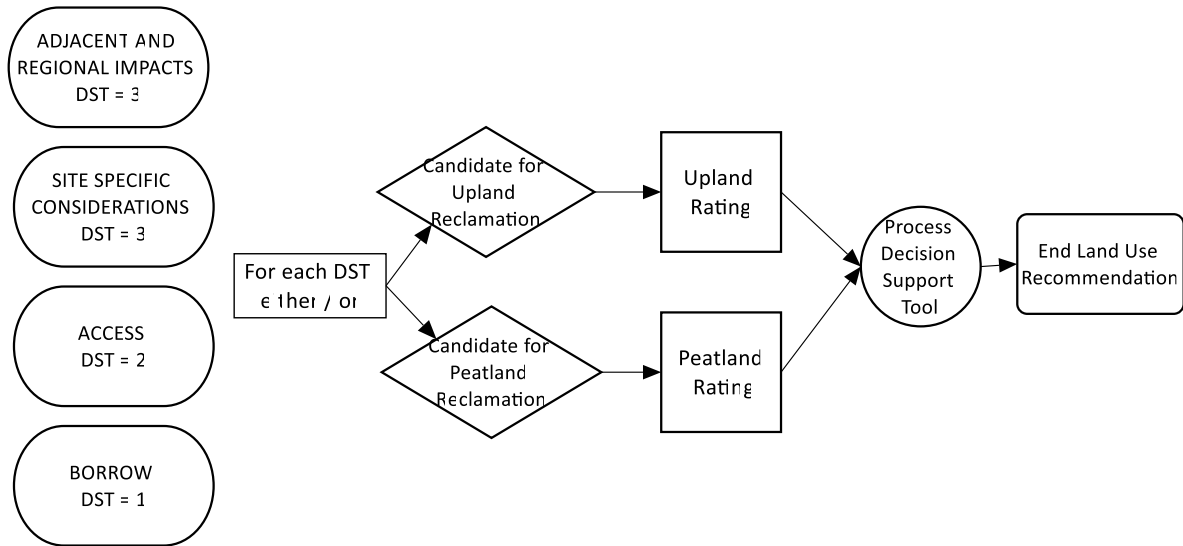 ADJACENT AND
REGIONAL IMPACTS
DST = 3
SITE SPECIFIC
CONSIDERATIONS
DST = 3
ACCESS
DST = 2
BORROW
DST = 1
For each DST
either / or
Candidate for
Upland
Reclamation
Candidate for
Peatland
Reclamation
Upland
Rating
Peatland
Rating
Process
Decision
Support
Tool
End Land Use
Recommendation